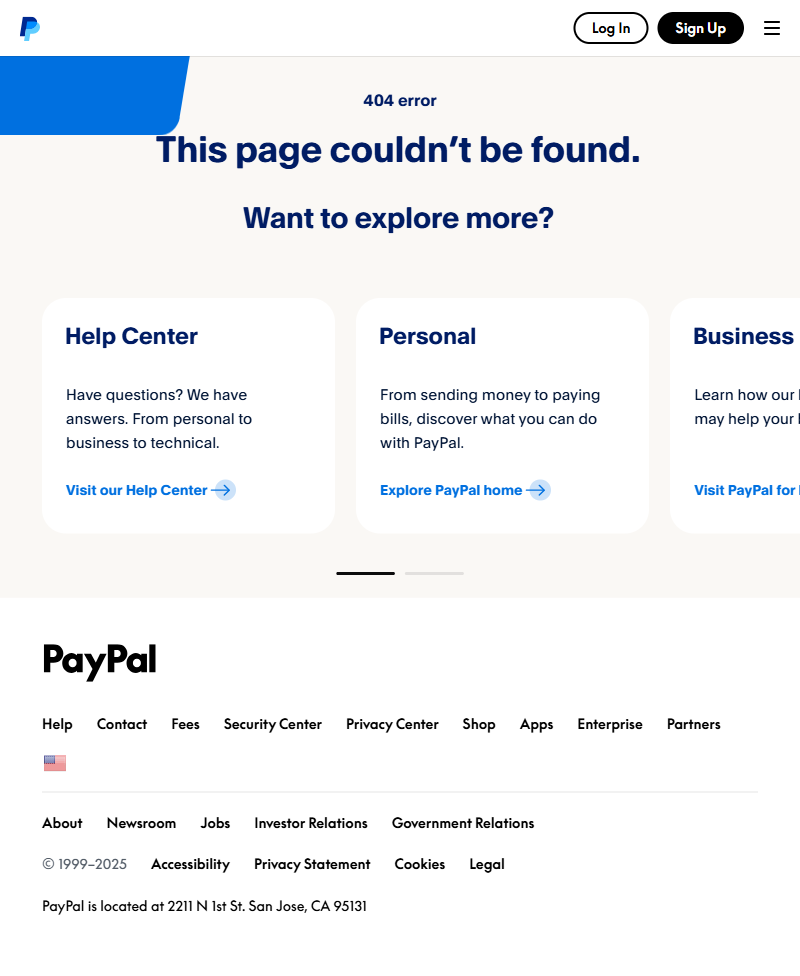 Log In
Sign Up
404 error
This page couldn’t be found.
Want to explore more?
Help Center
Have questions? We have
answers. From personal to
business to technical.
Visit our Help Center
Personal
From sending money to paying
bills, discover what you can do
with PayPal.
Explore PayPal home
Business
Learn how our
may help your
Visit PayPal for
PayPal
Help Contact Fees Security Center Privacy Center Shop Apps Enterprise Partners
About Newsroom Jobs Investor Relations Government Relations
© 1999–2025 Accessibility Privacy Statement Cookies Legal
PayPal is located at 2211 N 1st St. San Jose, CA 95131